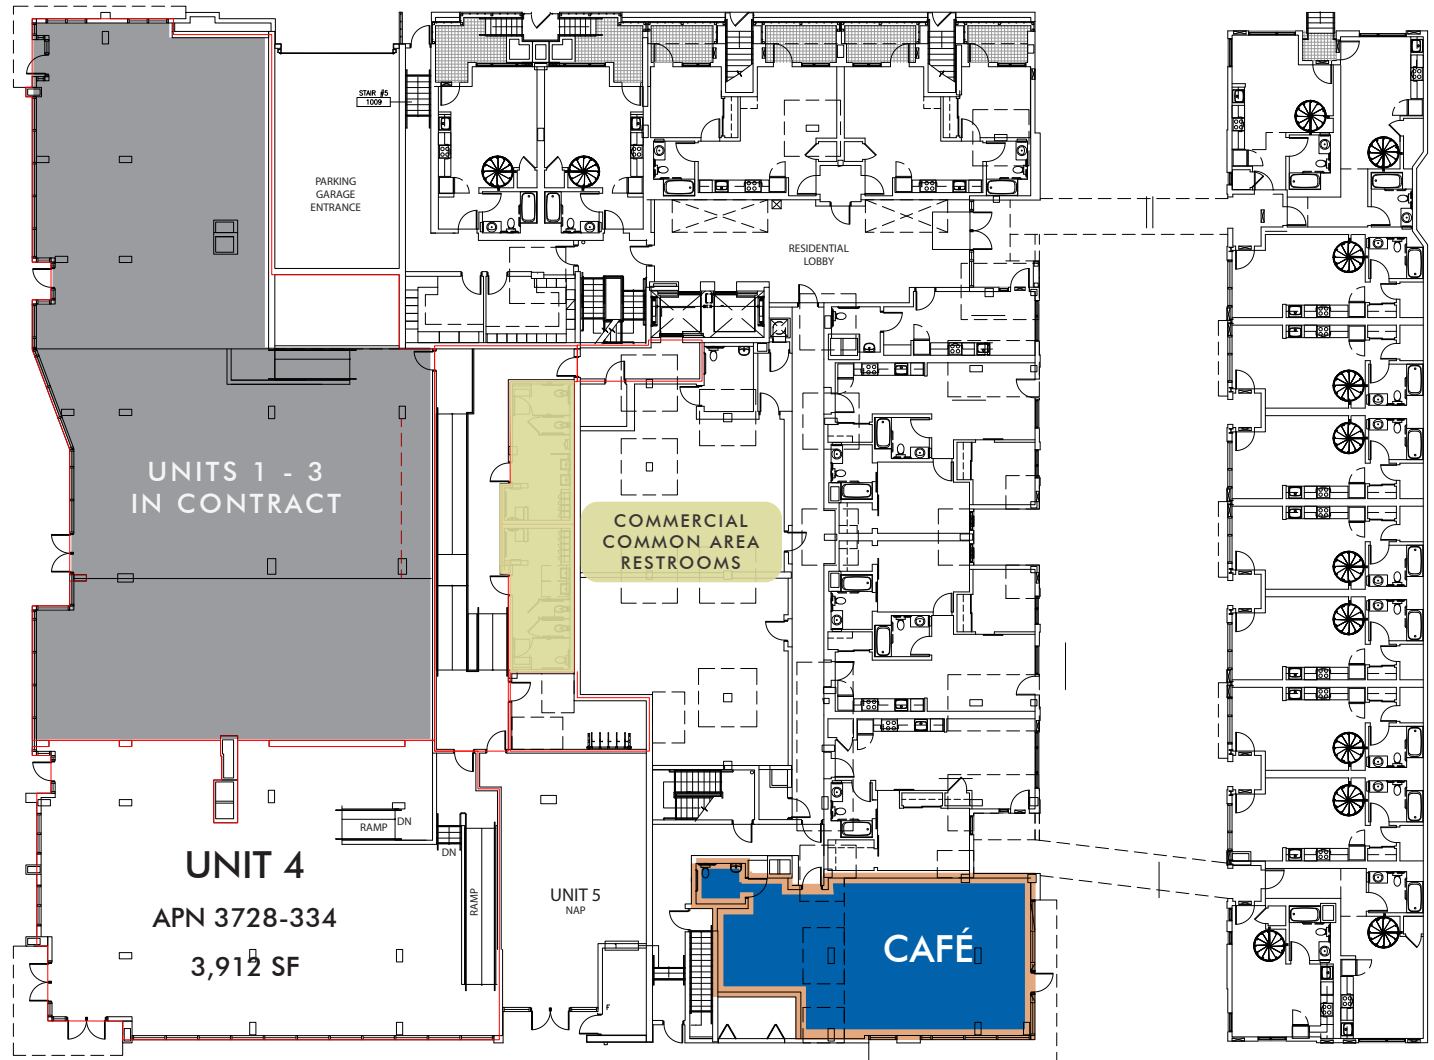 STAIR #5
1009
PARKING
GARAGE
ENTRANCE
RESIDENTIAL
LOBBY
UNITS 1 - 3
IN CONTRACT
COMMERCIAL
COMMON AREA
RESTROOMS
RAMP
DN
DN
RAMP
UNIT 4
APN 3728-334
3,912 SF
UNIT 5
NAP
CAFÉ
F